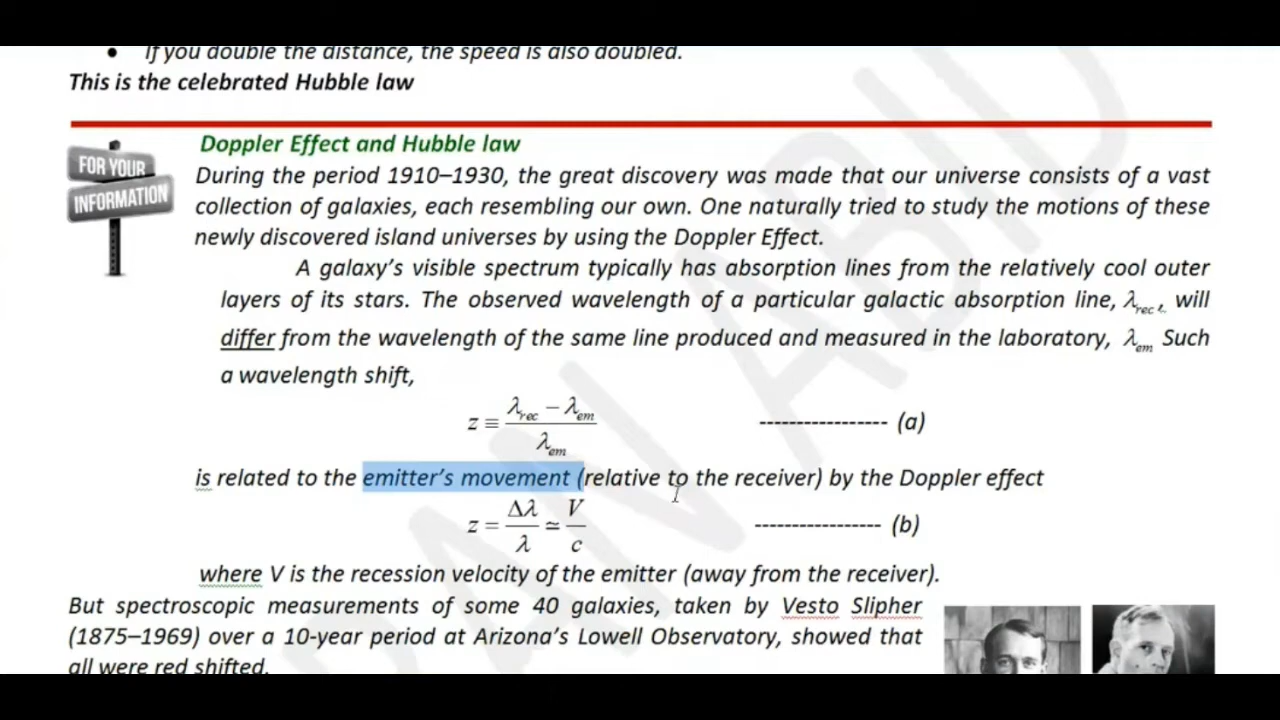 • If you double the distance, the speed is also doubled.
This is the celebrated Hubble law
FOR YOUR
INFORMATION
Doppler Effect and Hubble law
During the period 1910–1930, the great discovery was made that our universe consists of a vast
collection of galaxies, each resembling our own. One naturally tried to study the motions of these
newly discovered island universes by using the Doppler Effect.
A galaxy’s visible spectrum typically has absorption lines from the relatively cool outer
layers of its stars. The observed wavelength of a particular galactic absorption line, λrec, will
differ from the wavelength of the same line produced and measured in the laboratory, λem Such
a wavelength shift,
z ≡ (λrec − λem) / λem ----------------- (a)
is related to the emitter’s movement (relative to the receiver) by the Doppler effect
z = Δλ/λ ≃ V/c ----------------- (b)
where V is the recession velocity of the emitter (away from the receiver).
But spectroscopic measurements of some 40 galaxies, taken by Vesto Slipher
(1875–1969) over a 10-year period at Arizona’s Lowell Observatory, showed that
all were red shifted.